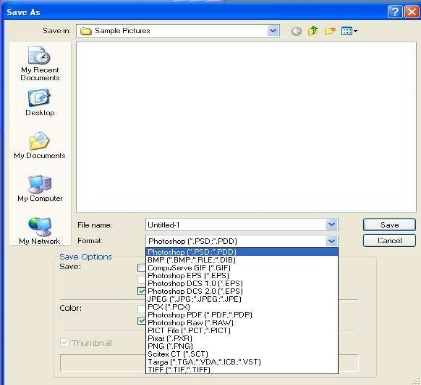 Save As
Save in:
Sample Pictures
My Recent
Documents
Desktop
My Documents
My Computer
My Network
File name:
Untitled-1
Save
Format:
Photoshop (*.PSD;*.PDD)
Cancel
Photoshop (*.PSD;*.PDD)
BMP (*.BMP;*.RLE;*.DIB)
CompuServe GIF (*.GIF)
Photoshop EPS (*.EPS)
Photoshop DCS 1.0 (*.EPS)
Photoshop DCS 2.0 (*.EPS)
JPEG (*.JPG;*.JPEG;*.JPE)
PCX (*.PCX)
Photoshop PDF (*.PDF;*.PDP)
Photoshop Raw (*.RAW)
PICT File (*.PCT;*.PICT)
Pixar (*.PXR)
PNG (*.PNG)
Scitex CT (*.SCT)
Targa (*.TGA;*.VDA;*.ICB;*.VST)
TIFF (*.TIF;*.TIFF)
Save Options
Save:
Color:
Thumbnail